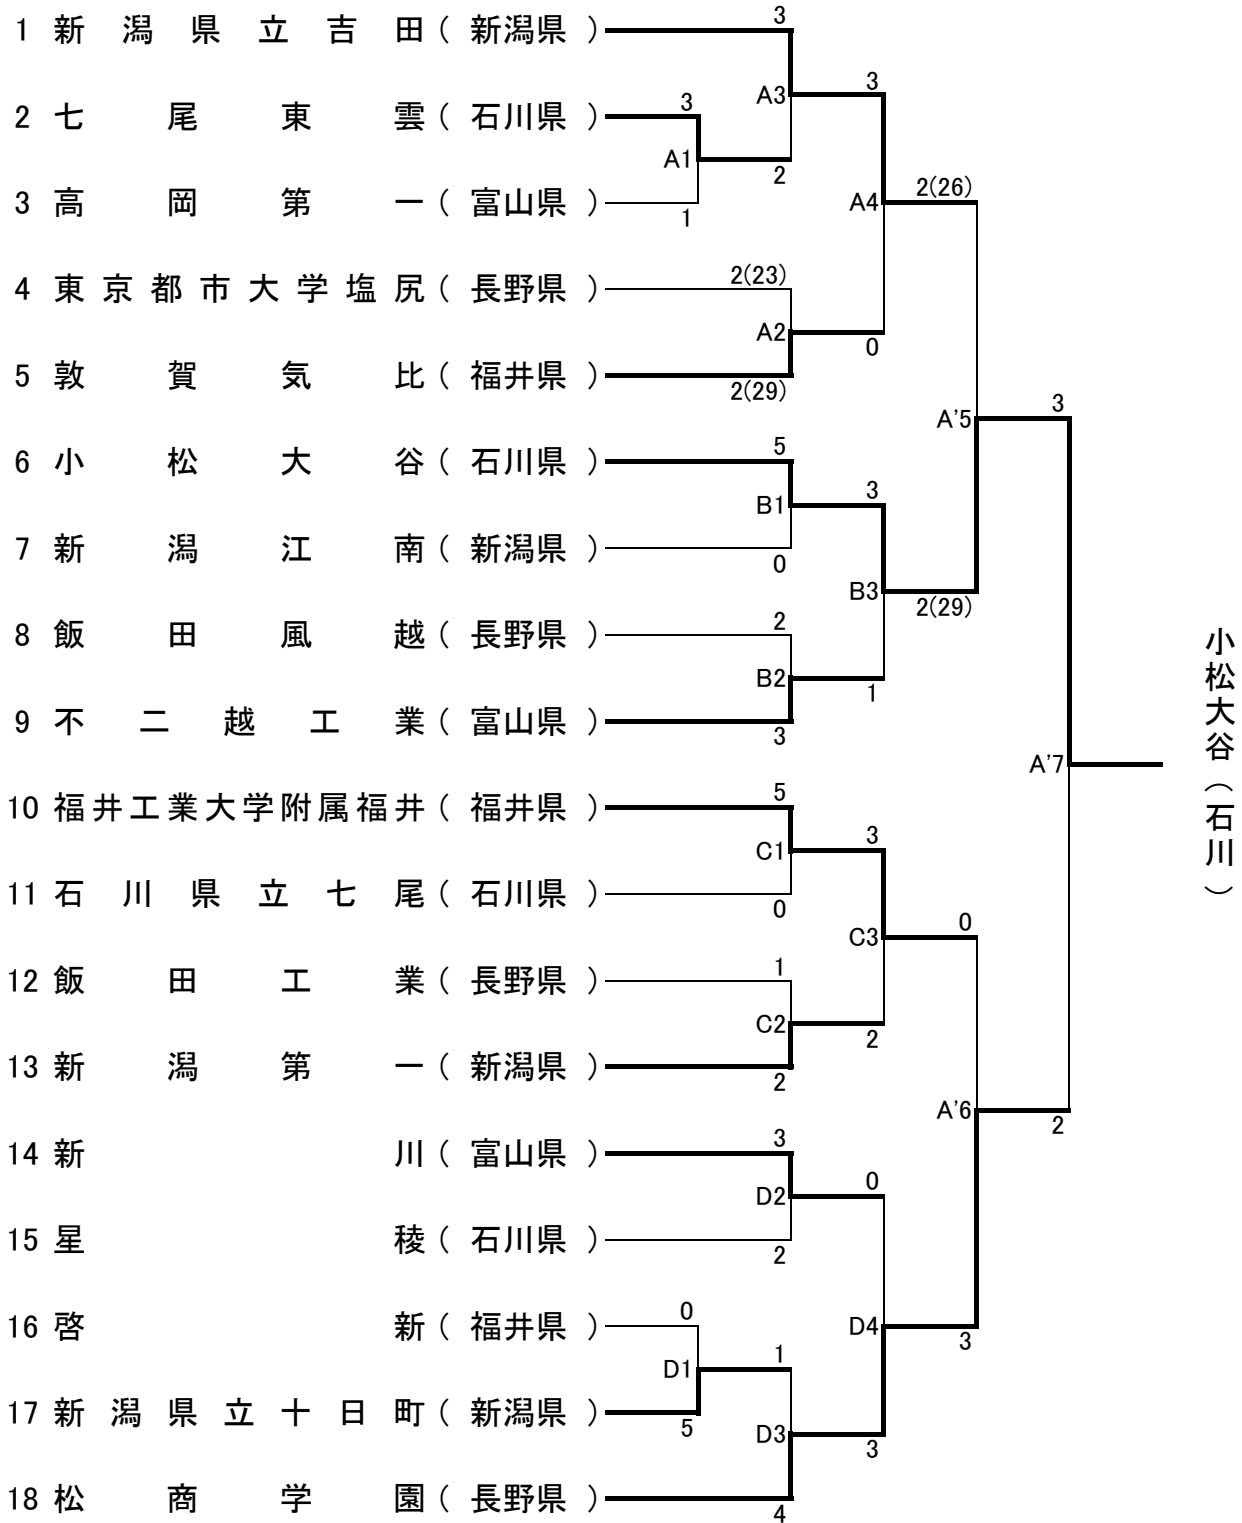 3
1 新潟県立吉田 ( 新潟県 )
A3
3
3
2 七尾東雲 ( 石川県 )
A1
2
3 高岡第一 ( 富山県 )
1
A4
2(26)
2(23)
4 東京都市大学塩尻 ( 長野県 )
A2
0
5 敦賀気比 ( 福井県 )
2(29)
A'5
3
5
6 小松大谷 ( 石川県 )
B1
3
7 新潟江南 ( 新潟県 )
0
B3
2(29)
2
8 飯田風越 ( 長野県 )
B2
1
9 不二越工業 ( 富山県 )
3
A'7
小松大谷(石川)
5
10 福井工業大学附属福井 ( 福井県 )
C1
3
11 石川県立七尾 ( 石川県 )
0
C3
0
1
12 飯田工業 ( 長野県 )
C2
2
13 新潟第一 ( 新潟県 )
2
A'6
2
3
14 新川 ( 富山県 )
D2
0
15 星稜 ( 石川県 )
2
0
16 啓新 ( 福井県 )
D4
3
D1
1
17 新潟県立十日町 ( 新潟県 )
5
D3
3
18 松商学園 ( 長野県 )
4